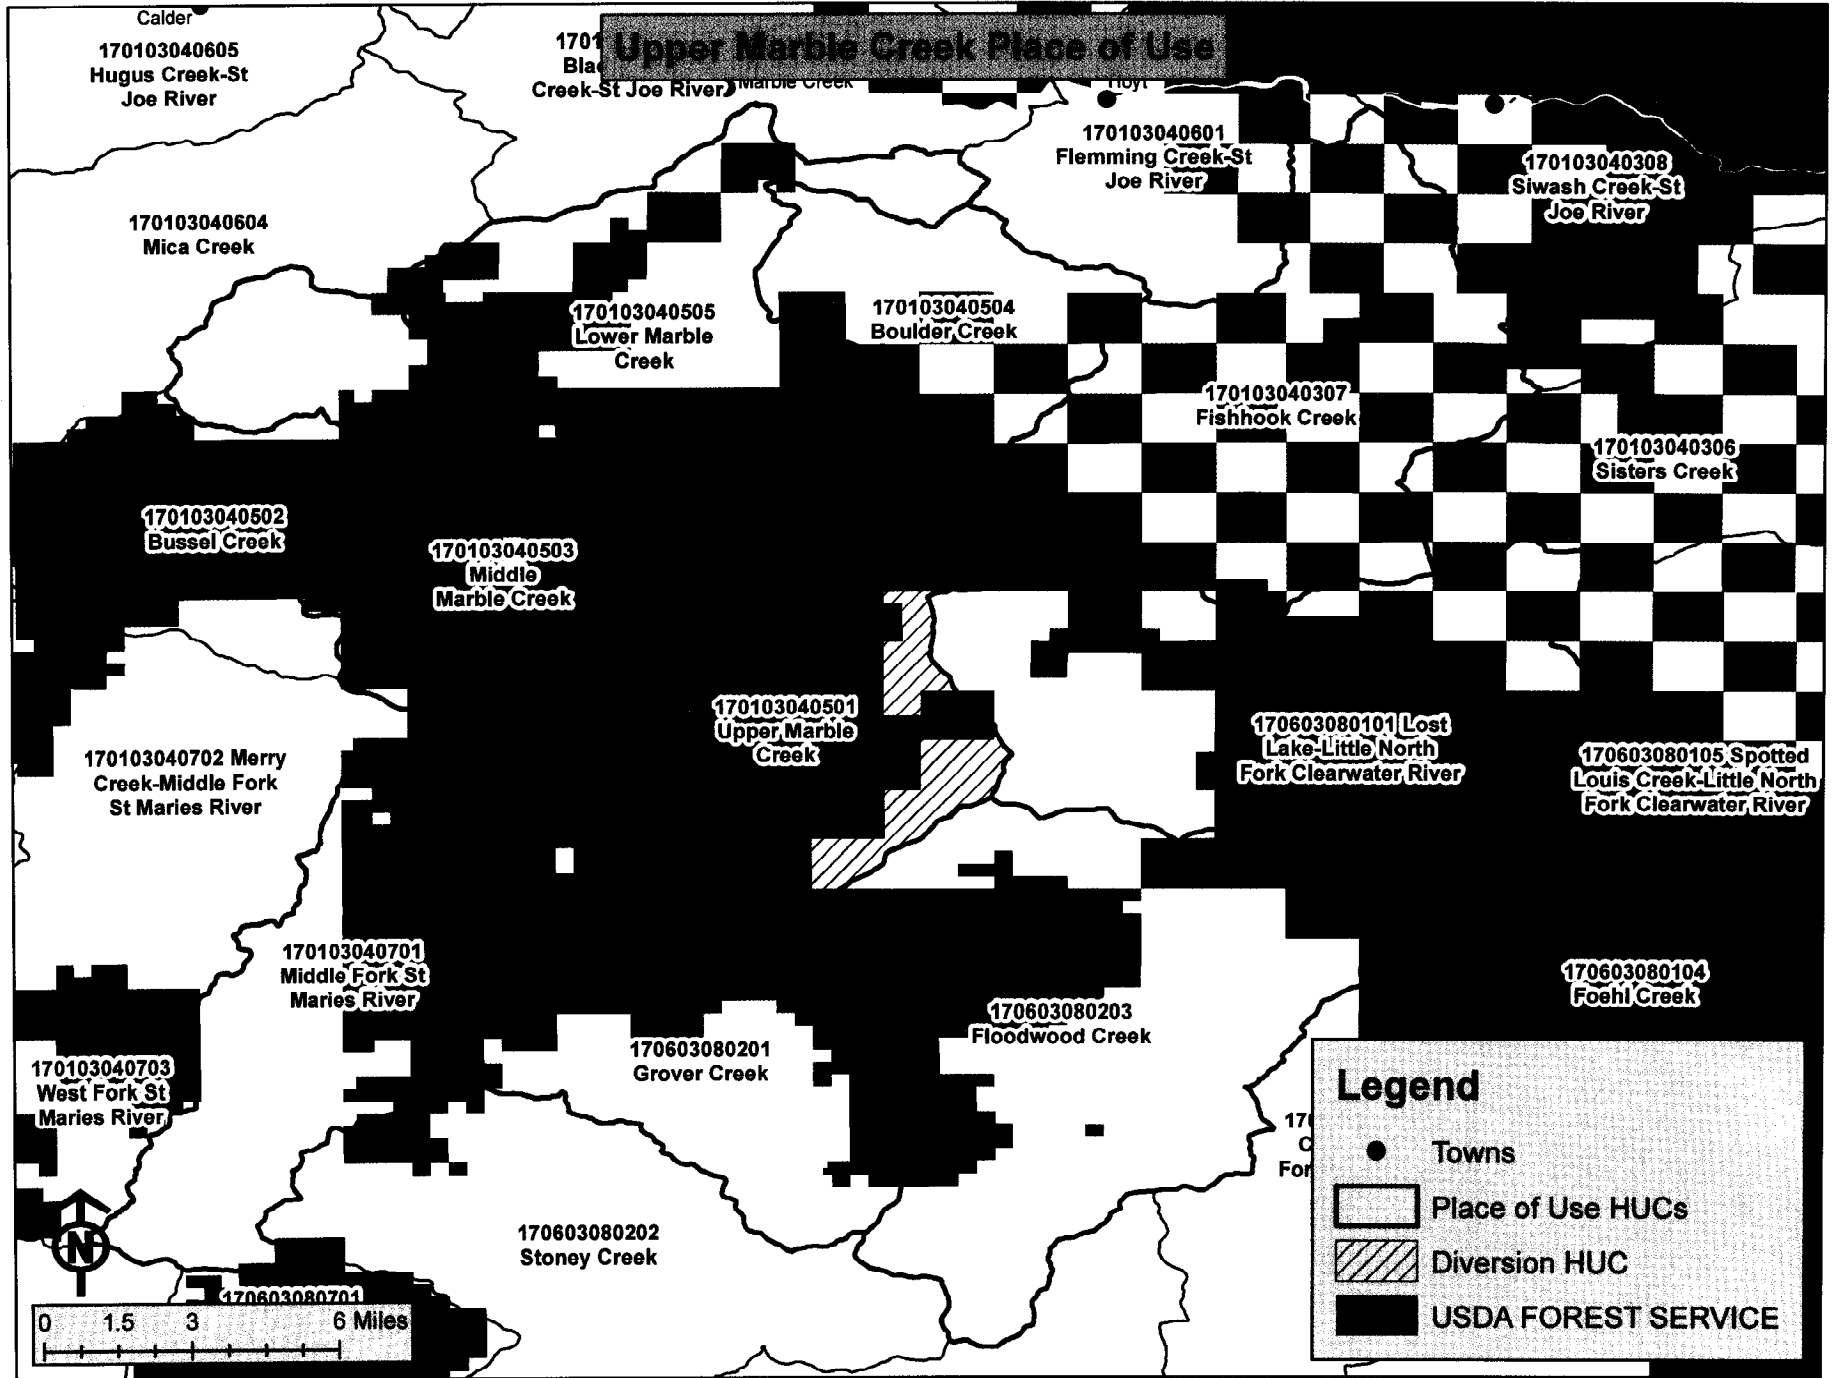 Calder
Upper Marble Creek Place of Use
170103040605
Hugus Creek-St
Joe River
1701
Blac
Creek-St Joe River
Marble Creek
Hoyt
170103040601
Flemming Creek-St
Joe River
170103040308
Siwash Creek-St
Joe River
170103040604
Mica Creek
170103040505
Lower Marble
Creek
170103040504
Boulder Creek
170103040307
Fishhook Creek
170103040306
Sisters Creek
170103040502
Bussel Creek
170103040503
Middle
Marble Creek
170103040501
Upper Marble
Creek
170603080101 Lost
Lake-Little North
Fork Clearwater River
170603080105 Spotted
Louis Creek-Little North
Fork Clearwater River
170103040702 Merry
Creek-Middle Fork
St Maries River
170103040701
Middle Fork St
Maries River
170603080104
Foehl Creek
170603080203
Floodwood Creek
170603080201
Grover Creek
170103040703
West Fork St
Maries River
170603080202
Stoney Creek
170603080701
N
0 1.5 3 6 Miles
Legend
Towns
Place of Use HUCs
Diversion HUC
USDA FOREST SERVICE